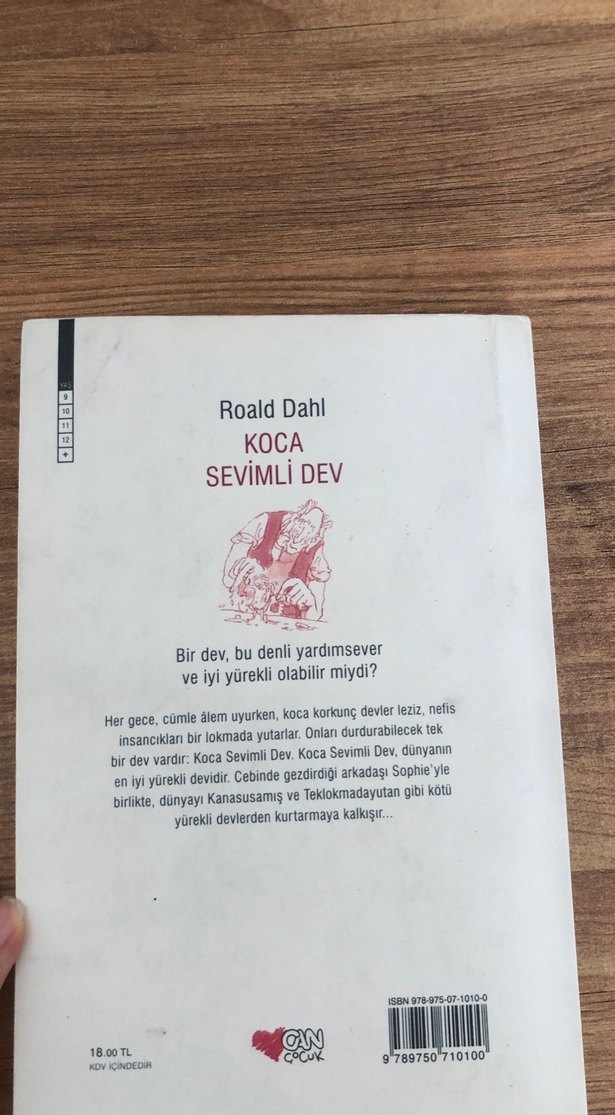 YAŞ
9
10
11
12
+
Roald Dahl
KOCA
SEVİMLİ DEV
Bir dev, bu denli yardımsever
ve iyi yürekli olabilir miydi?
Her gece, cümle âlem uyurken, koca korkunç devler leziz, nefis
insancıkları bir lokmada yutarlar. Onları durdurabilecek tek
bir dev vardır: Koca Sevimli Dev. Koca Sevimli Dev, dünyanın
en iyi yürekli devidir. Cebinde gezdirdiği arkadaşı Sophie'yle
birlikte, dünyayı Kanasusamış ve Teklokmadayutan gibi kötü
yürekli devlerden kurtarmaya kalkışır...
18.00 TL
KDV İÇİNDEDİR
CAN
ÇOCUK
ISBN 978-975-07-1010-0
9 789750 710100